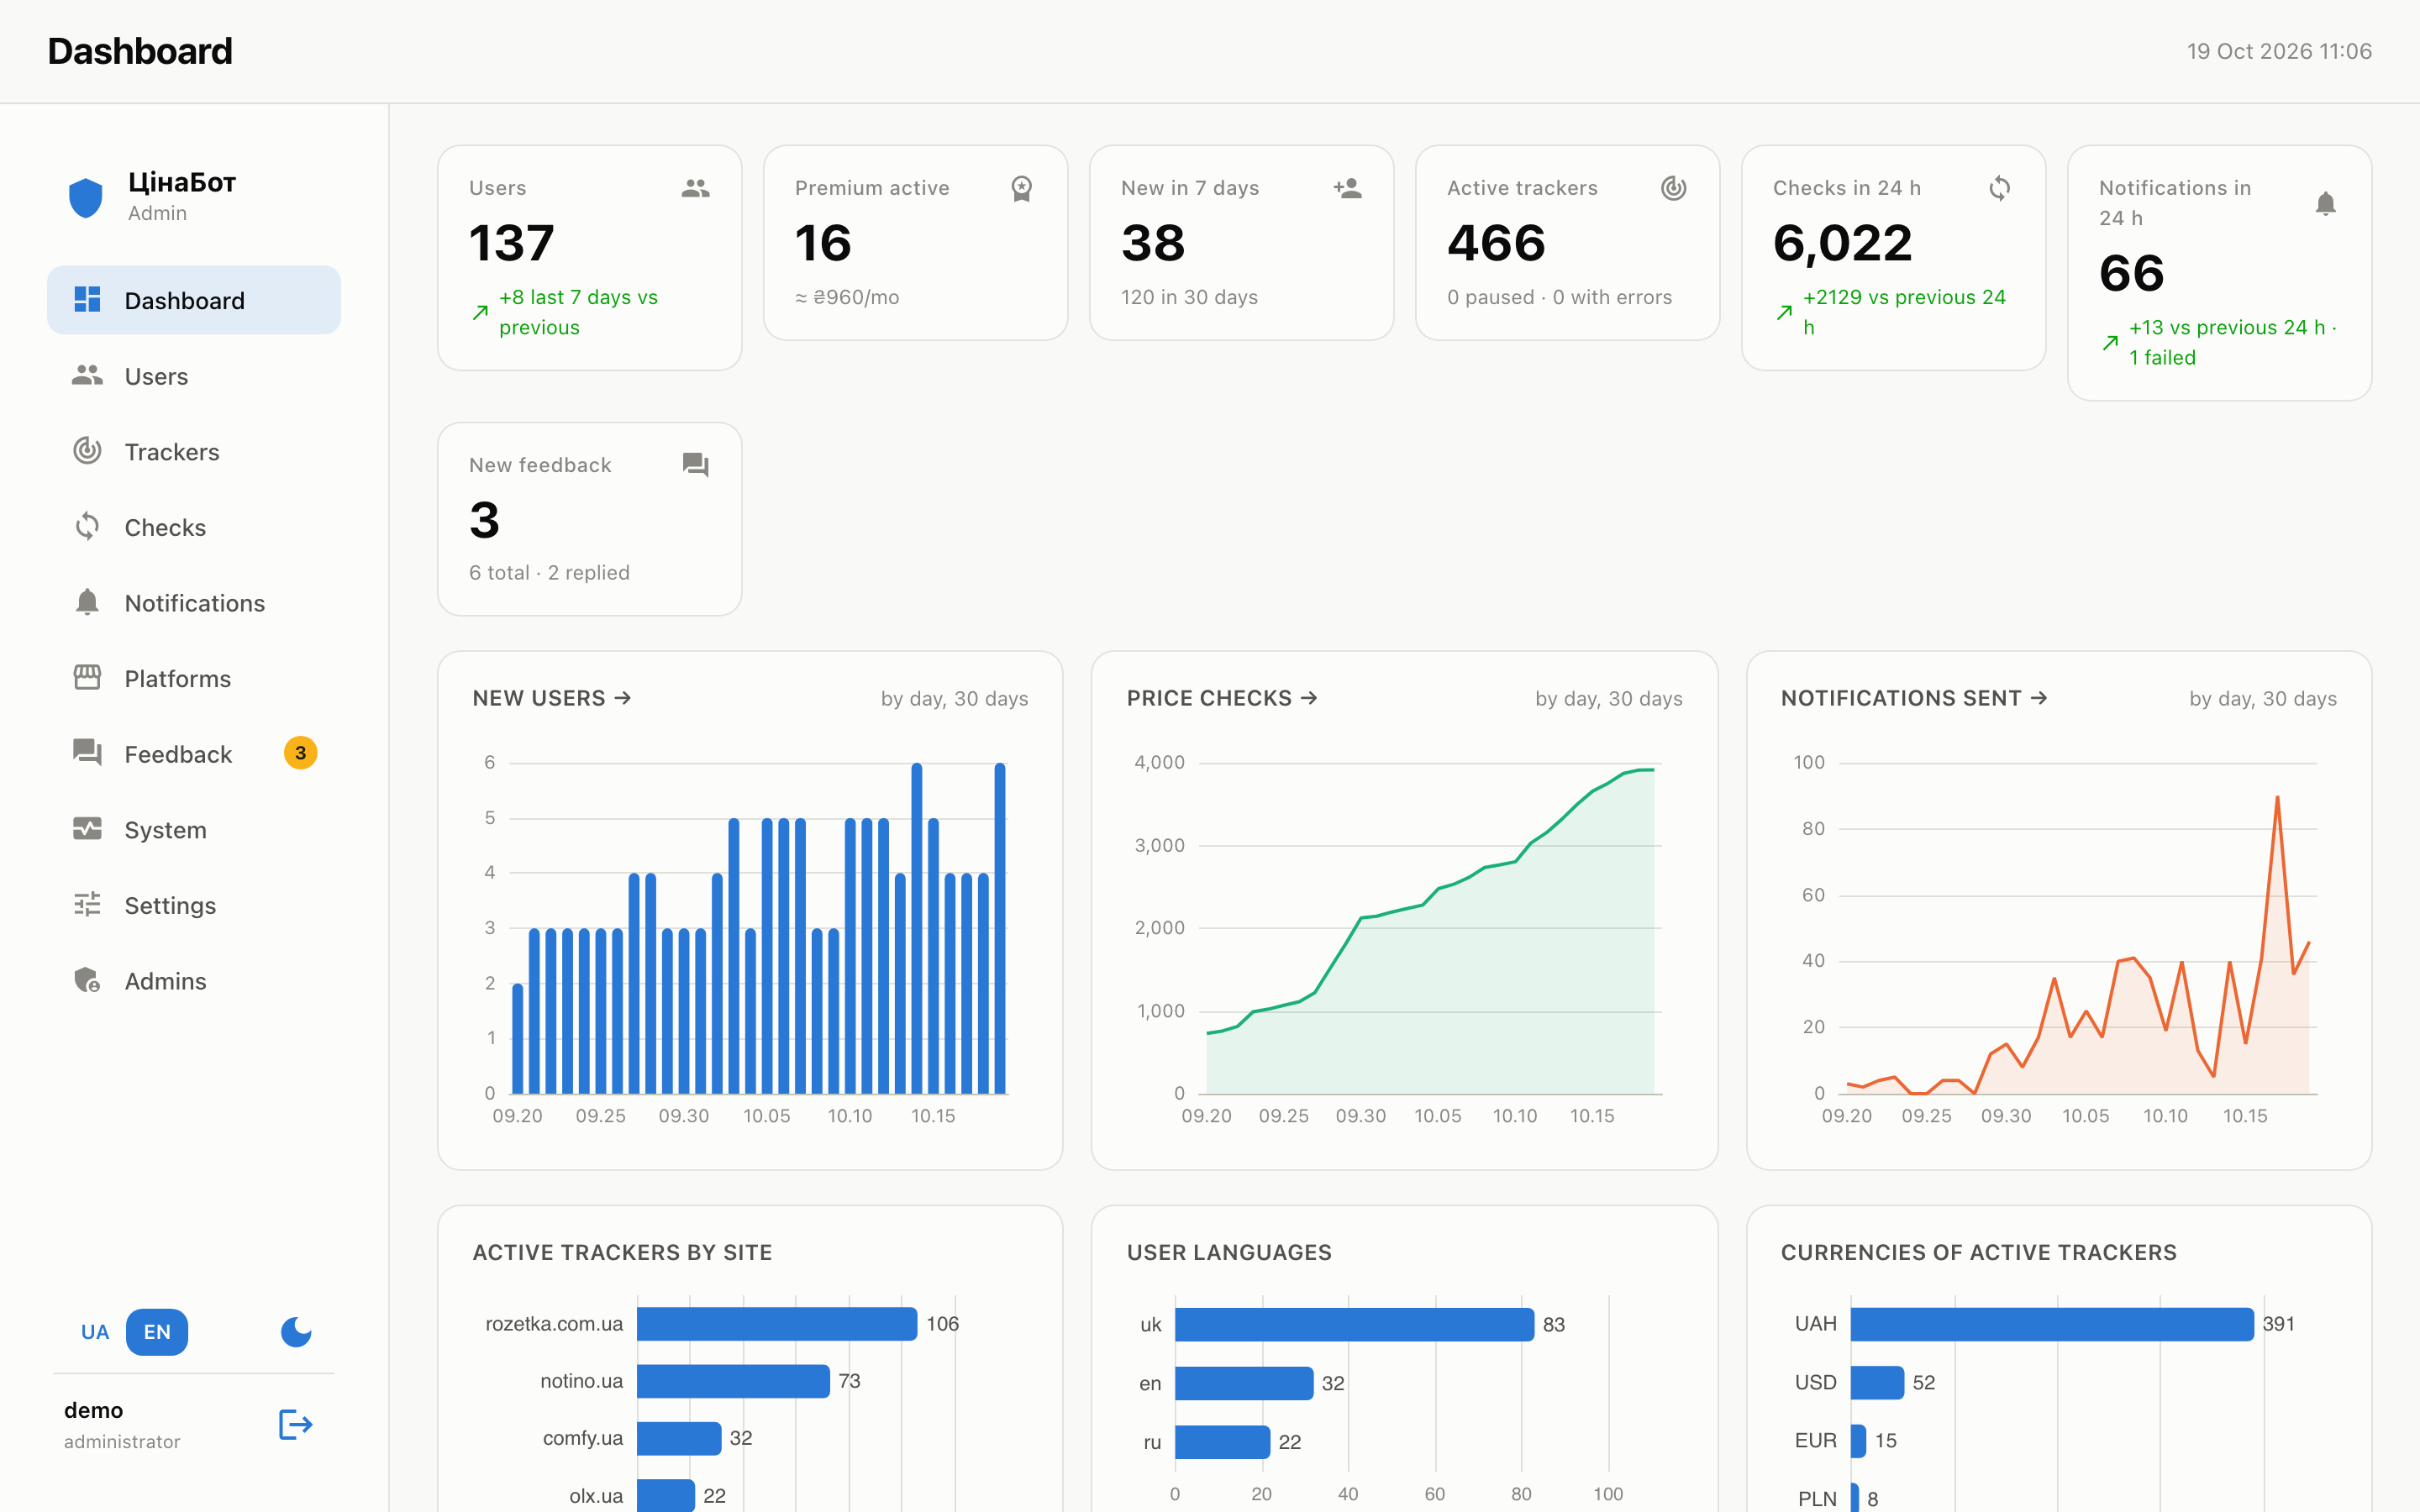 Dashboard
19 Oct 2026 11:06
ЦінаБот
Admin
Dashboard
Users
Trackers
Checks
Notifications
Platforms
Feedback
3
System
Settings
Admins
UA
EN
demo
administrator
Users
137
+8 last 7 days vs
previous
Premium active
16
≈ ₴960/mo
New in 7 days
38
120 in 30 days
Active trackers
466
0 paused · 0 with errors
Checks in 24 h
6,022
+2129 vs previous 24
h
Notifications in
24 h
66
+13 vs previous 24 h ·
1 failed
New feedback
3
6 total · 2 replied
NEW USERS →
by day, 30 days
6
5
4
3
2
1
0
09.20 09.25 09.30 10.05 10.10 10.15
PRICE CHECKS →
by day, 30 days
4,000
3,000
2,000
1,000
0
09.20 09.25 09.30 10.05 10.10 10.15
NOTIFICATIONS SENT →
by day, 30 days
100
80
60
40
20
0
09.20 09.25 09.30 10.05 10.10 10.15
ACTIVE TRACKERS BY SITE
rozetka.com.ua 106
notino.ua 73
comfy.ua 32
olx.ua 22
USER LANGUAGES
uk 83
en 32
ru 22
0 20 40 60 80 100
CURRENCIES OF ACTIVE TRACKERS
UAH 391
USD 52
EUR 15
PLN 8